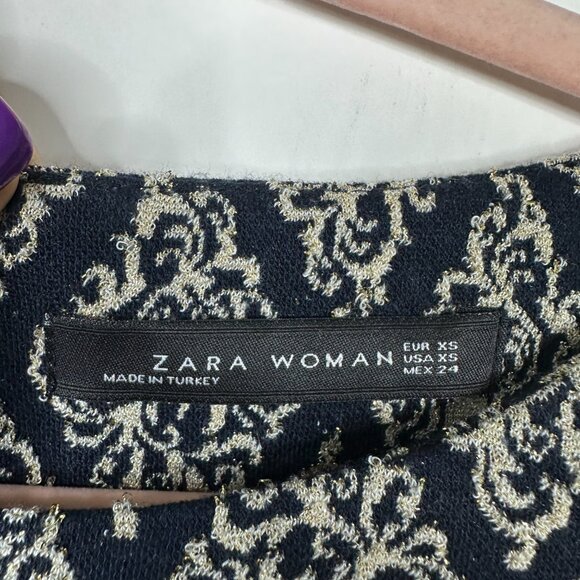 ZARA WOMAN
MADE IN TURKEY
EUR XS
USA XS
MEX 24